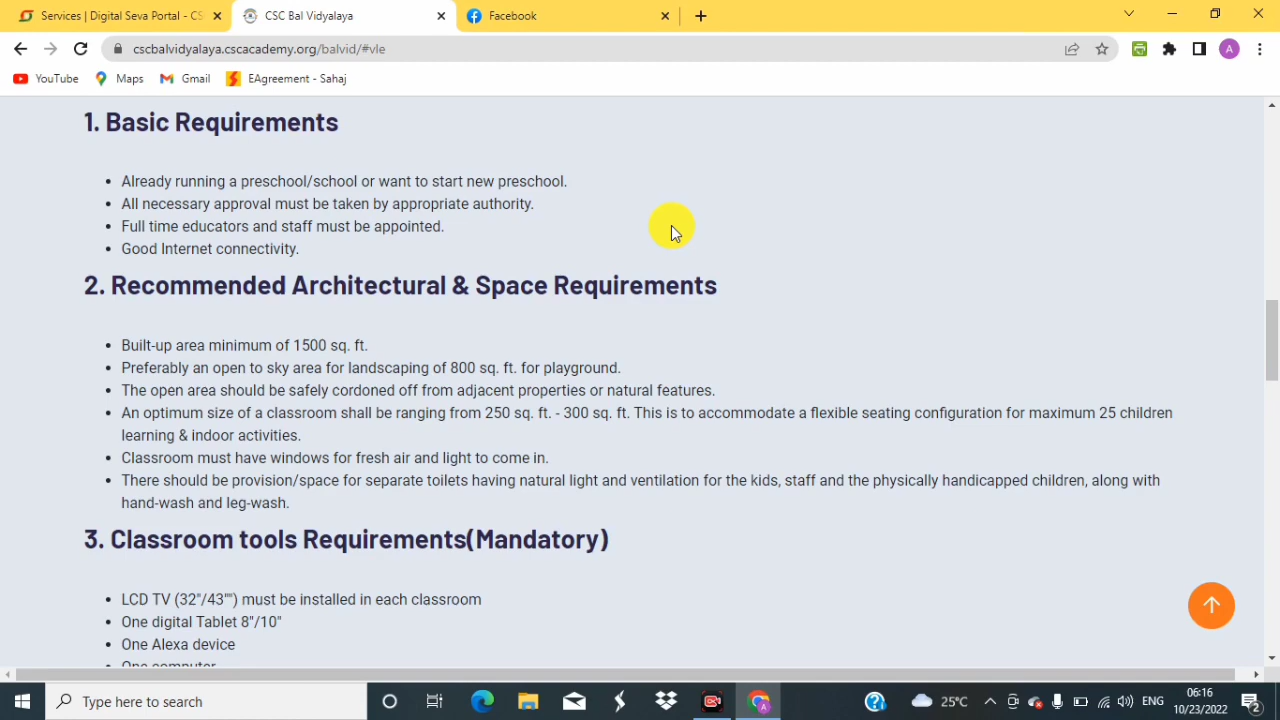 Services | Digital Seva Portal - CS
CSC Bal Vidyalaya
Facebook
cscbalvidyalaya.cscacademy.org/balvid/#vle
A
YouTube
Maps
Gmail
EAgreement - Sahaj
1. Basic Requirements
Already running a preschool/school or want to start new preschool.
All necessary approval must be taken by appropriate authority.
Full time educators and staff must be appointed.
Good Internet connectivity.
2. Recommended Architectural & Space Requirements
Built-up area minimum of 1500 sq. ft.
Preferably an open to sky area for landscaping of 800 sq. ft. for playground.
The open area should be safely cordoned off from adjacent properties or natural features.
An optimum size of a classroom shall be ranging from 250 sq. ft. - 300 sq. ft. This is to accommodate a flexible seating configuration for maximum 25 children
learning & indoor activities.
Classroom must have windows for fresh air and light to come in.
There should be provision/space for separate toilets having natural light and ventilation for the kids, staff and the physically handicapped children, along with
hand-wash and leg-wash.
3. Classroom tools Requirements(Mandatory)
LCD TV (32"/43"") must be installed in each classroom
One digital Tablet 8"/10"
One Alexa device
One computer
Type here to search
25°C
ENG
06:16
10/23/2022
2